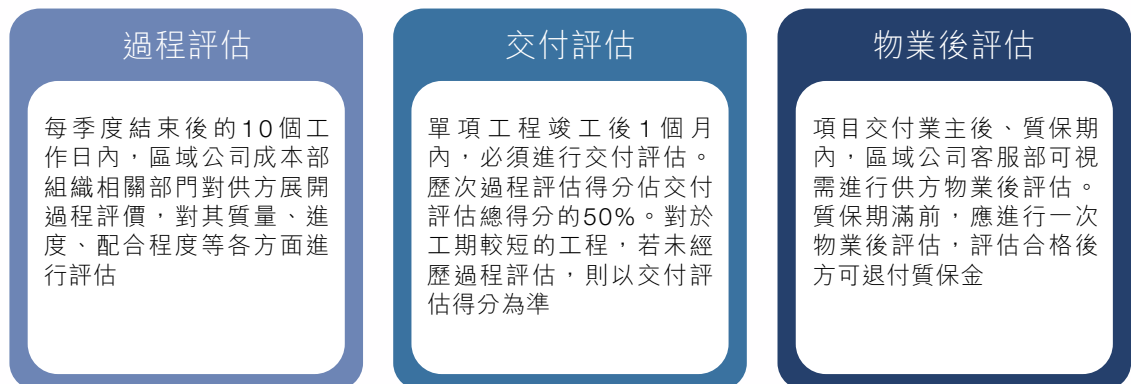 過程評估
每季度結束後的10個工
作日內，區域公司成本部
組織相關部門對供方展開
過程評價，對其質量、進
度、配合程度等各方面進
行評估
交付評估
單項工程竣工後1個月
內，必須進行交付評估。
歷次過程評估得分佔交付
評估總得分的50%。對於
工期較短的工程，若未經
歷過程評估，則以交付評
估得分為準
物業後評估
項目交付業主後、質保期
內，區域公司客服部可視
需進行供方物業後評估。
質保期滿前，應進行一次
物業後評估，評估合格後
方可退付質保金